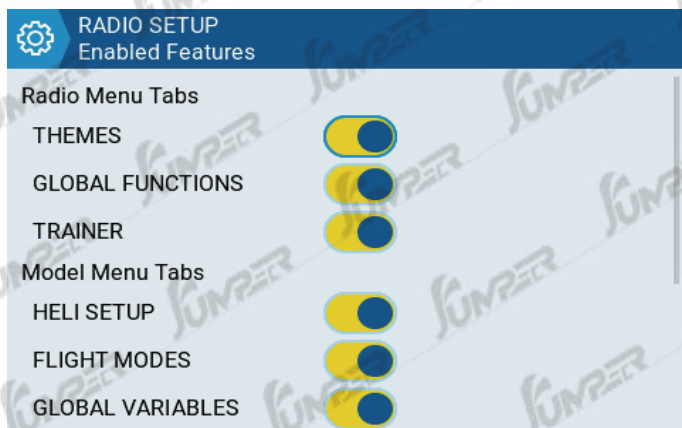 RADIO SETUP
Enabled Features
Radio Menu Tabs
THEMES
GLOBAL FUNCTIONS
TRAINER
Model Menu Tabs
HELI SETUP
FLIGHT MODES
GLOBAL VARIABLES
JUMPER